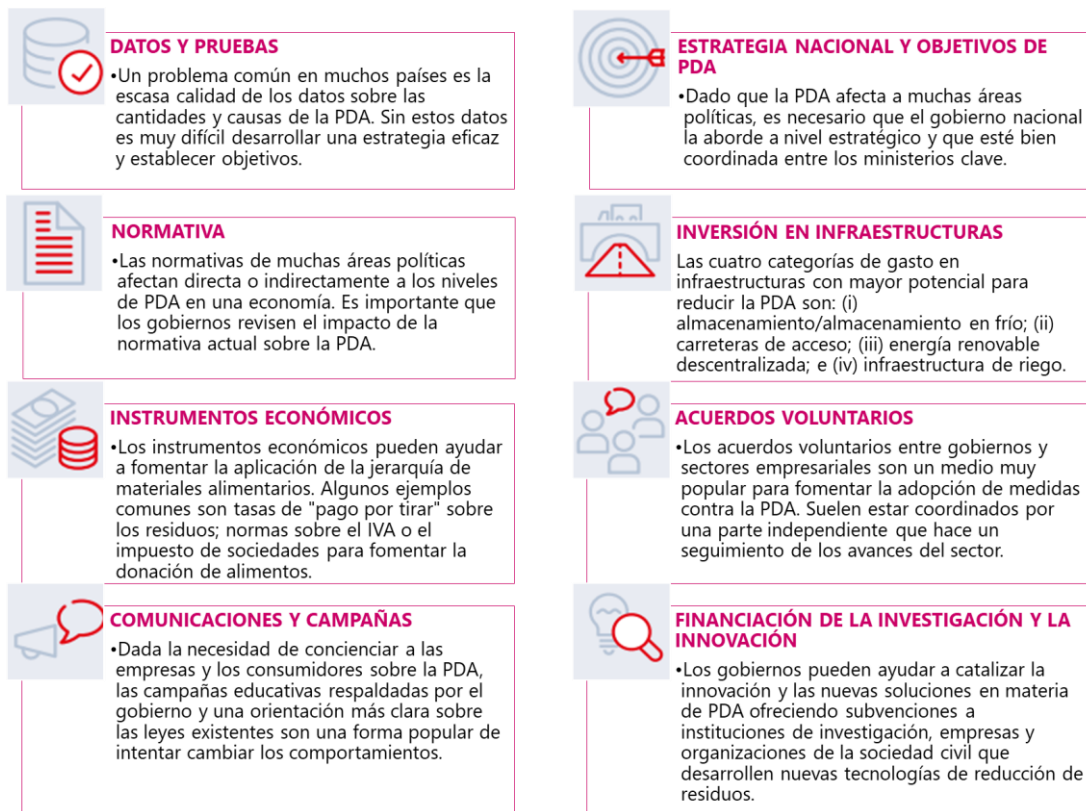 DATOS Y PRUEBAS
•Un problema común en muchos países es la
escasa calidad de los datos sobre las
cantidades y causas de la PDA. Sin estos datos
es muy difícil desarrollar una estrategia eficaz
y establecer objetivos.
ESTRATEGIA NACIONAL Y OBJETIVOS DE
PDA
•Dado que la PDA afecta a muchas áreas
políticas, es necesario que el gobierno nacional
la aborde a nivel estratégico y que esté bien
coordinada entre los ministerios clave.
NORMATIVA
•Las normativas de muchas áreas políticas
afectan directa o indirectamente a los niveles
de PDA en una economía. Es importante que
los gobiernos revisen el impacto de la
normativa actual sobre la PDA.
INVERSIÓN EN INFRAESTRUCTURAS
Las cuatro categorías de gasto en
infraestructuras con mayor potencial para
reducir la PDA son: (i)
almacenamiento/almacenamiento en frío; (ii)
carreteras de acceso; (iii) energía renovable
descentralizada; e (iv) infraestructura de riego.
INSTRUMENTOS ECONÓMICOS
•Los instrumentos económicos pueden ayudar
a fomentar la aplicación de la jerarquía de
materiales alimentarios. Algunos ejemplos
comunes son tasas de "pago por tirar" sobre
los residuos; normas sobre el IVA o el
impuesto de sociedades para fomentar la
donación de alimentos.
ACUERDOS VOLUNTARIOS
•Los acuerdos voluntarios entre gobiernos y
sectores empresariales son un medio muy
popular para fomentar la adopción de medidas
contra la PDA. Suelen estar coordinados por
una parte independiente que hace un
seguimiento de los avances del sector.
COMUNICACIONES Y CAMPAÑAS
•Dada la necesidad de concienciar a las
empresas y los consumidores sobre la PDA,
las campañas educativas respaldadas por el
gobierno y una orientación más clara sobre
las leyes existentes son una forma popular de
intentar cambiar los comportamientos.
FINANCIACIÓN DE LA INVESTIGACIÓN Y LA
INNOVACIÓN
•Los gobiernos pueden ayudar a catalizar la
innovación y las nuevas soluciones en materia
de PDA ofreciendo subvenciones a
instituciones de investigación, empresas y
organizaciones de la sociedad civil que
desarrollen nuevas tecnologías de reducción de
residuos.